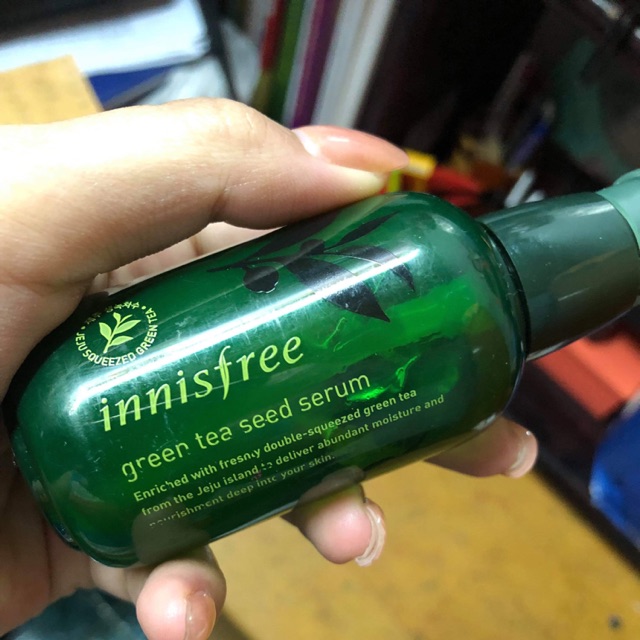 JEJU SQUEEZED GREEN TEA
innisfree
green tea seed serum
Enriched with freshly double-squeezed green tea
from the Jeju island to deliver abundant moisture and
nourishment deep into your skin.